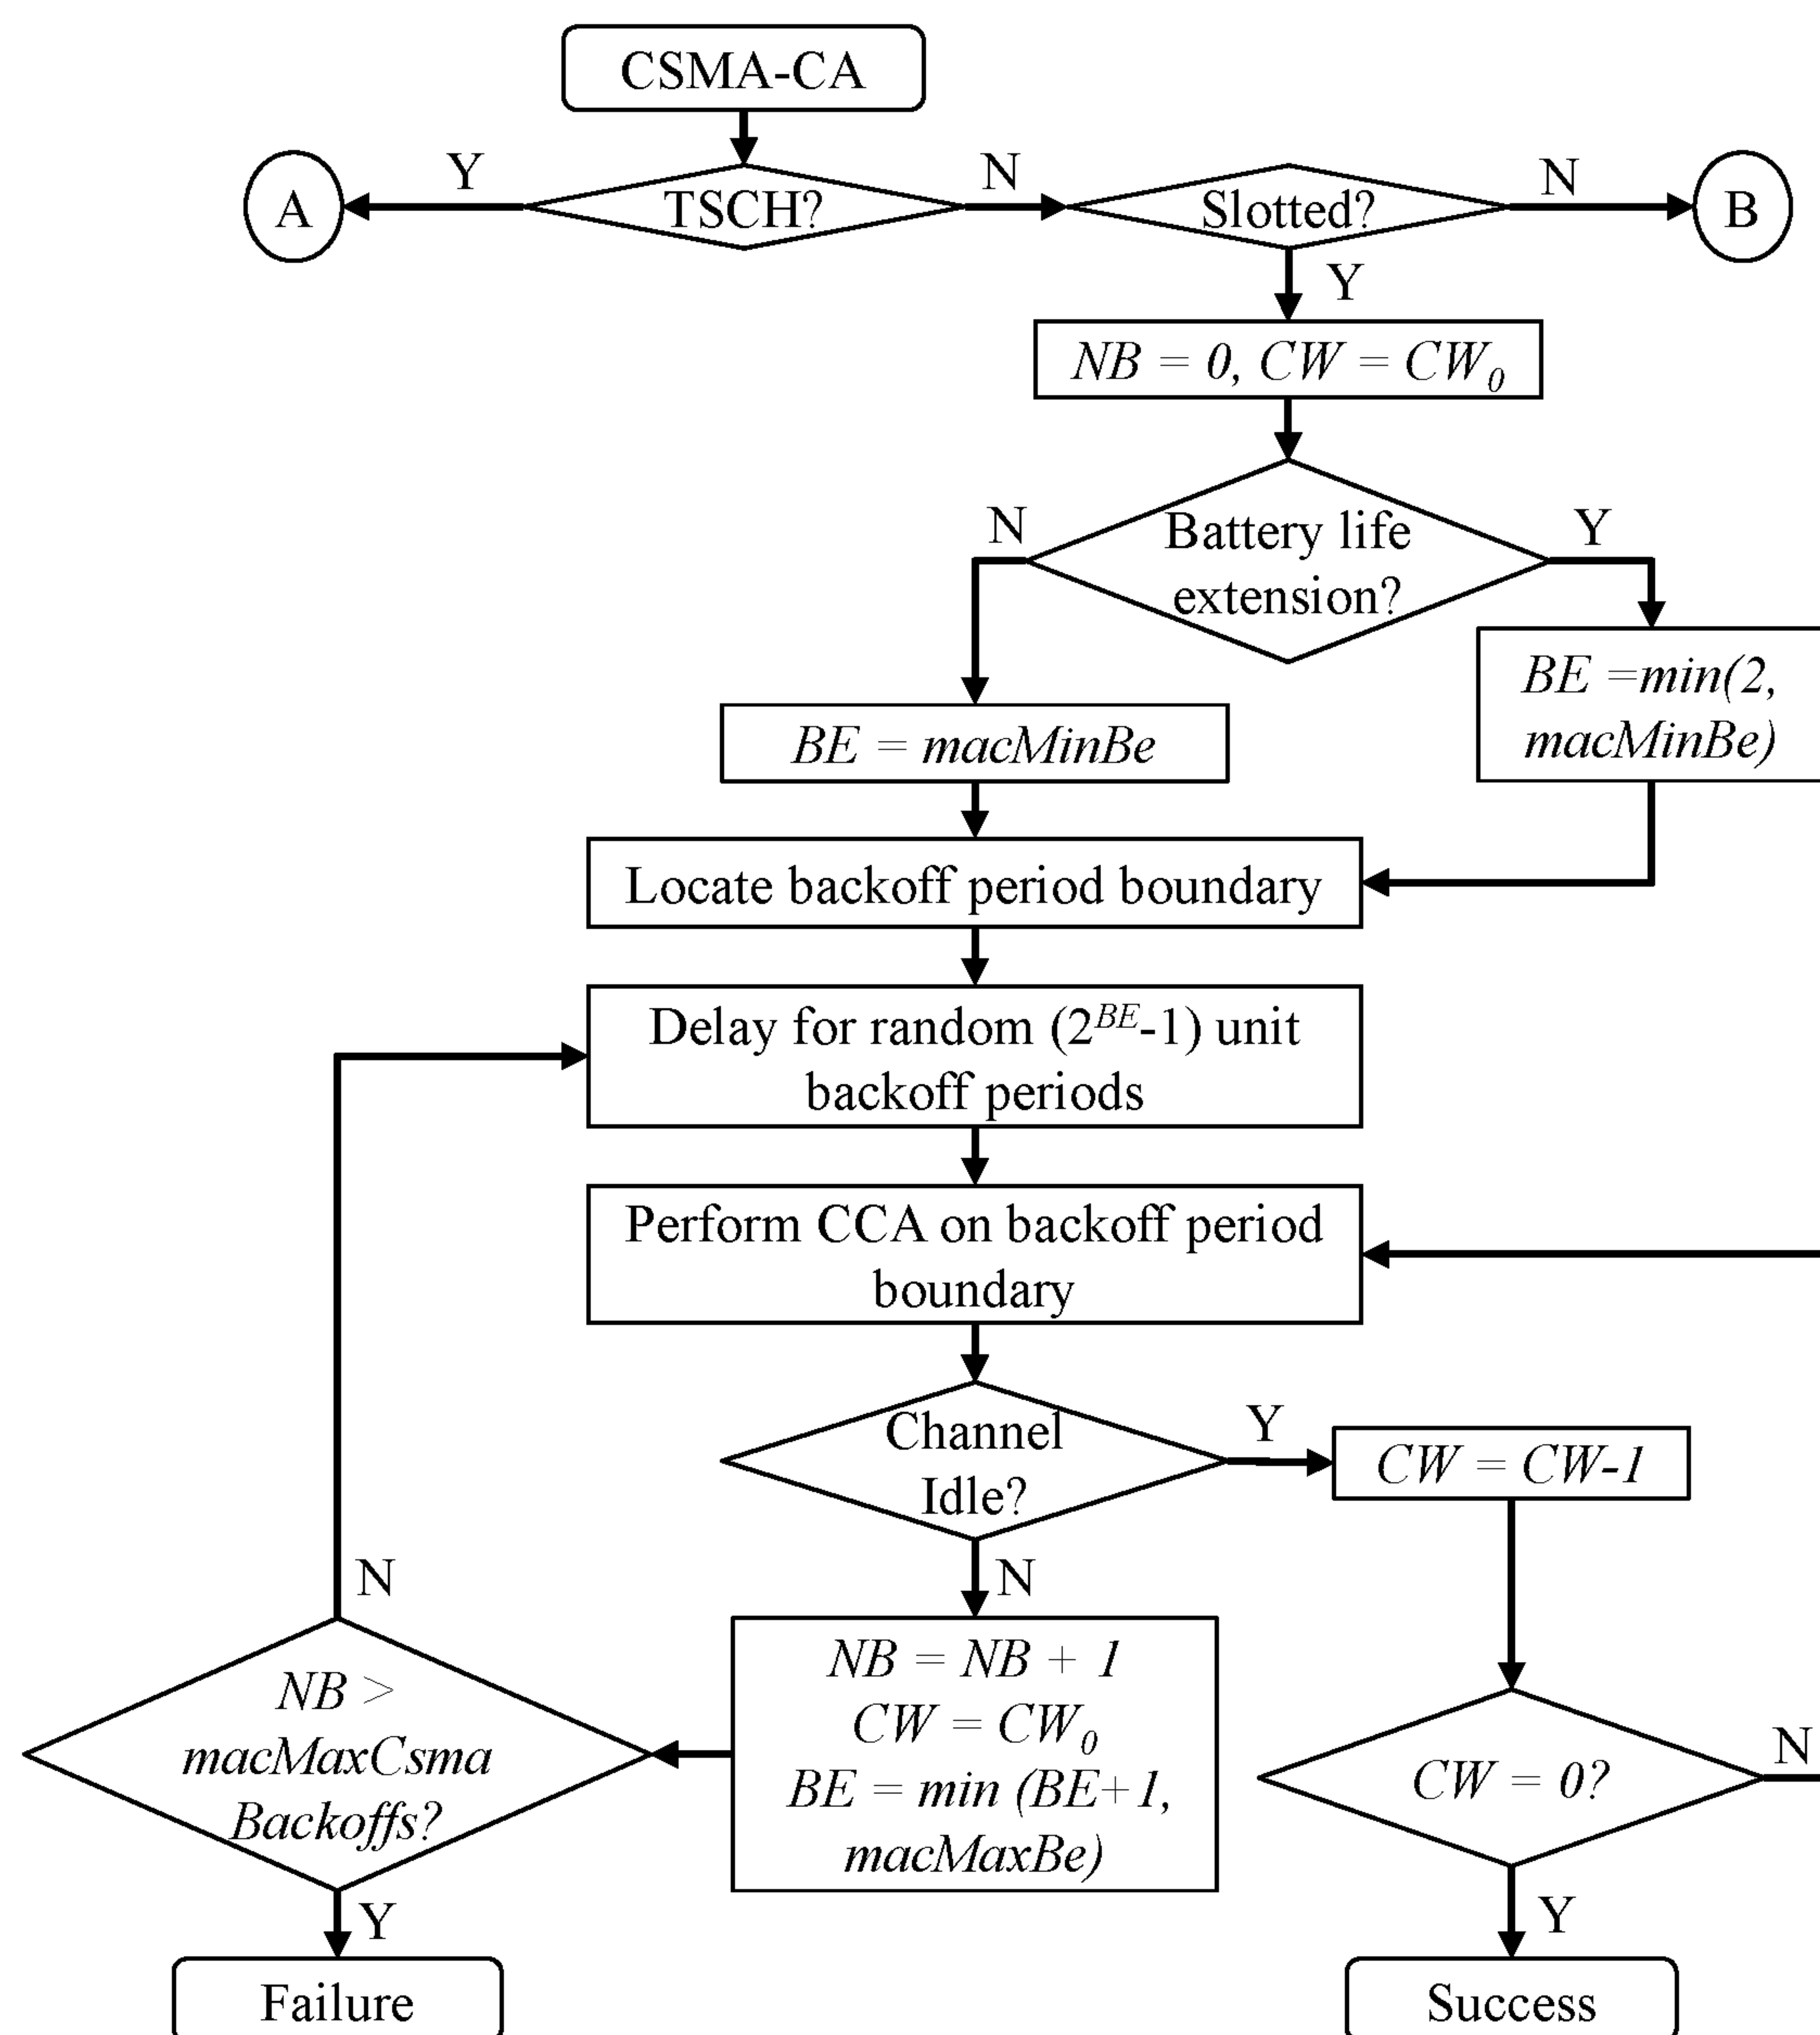 CSMA-CA
Y
N
N
A
TSCH?
Slotted?
B
Y
NB = 0, CW = CW₀
N
Battery life
extension?
Y
BE =min(2,
macMinBe)
BE = macMinBe
Locate backoff period boundary
Delay for random (2^BE-1) unit
backoff periods
Perform CCA on backoff period
boundary
Channel
Idle?
Y
CW = CW-1
N
N
NB >
macMaxCsma
Backoffs?
NB = NB + 1
CW = CW₀
BE = min (BE+1,
macMaxBe)
CW = 0?
N
Y
Y
Failure
Success